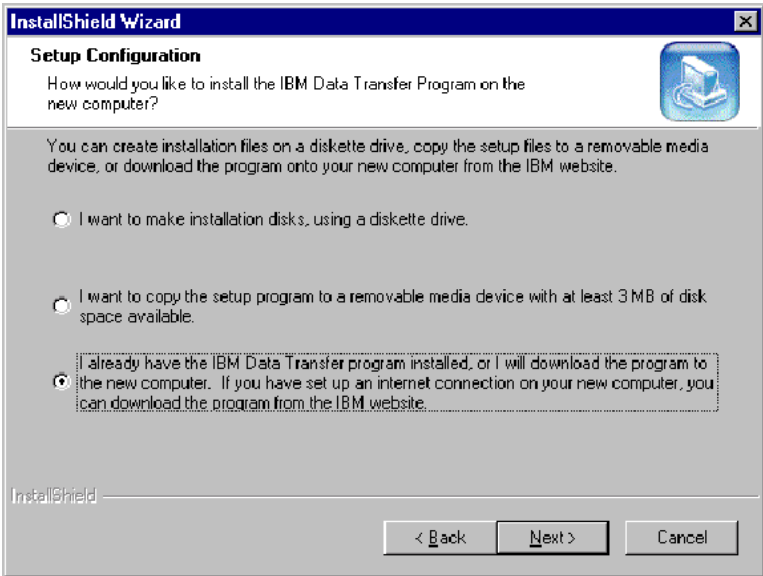 InstallShield Wizard
Setup Configuration
How would you like to install the IBM Data Transfer Program on the
new computer?
You can create installation files on a diskette drive, copy the setup files to a removable media
device, or download the program onto your new computer from the IBM website.
I want to make installation disks, using a diskette drive.
I want to copy the setup program to a removable media device with at least 3 MB of disk
space available.
I already have the IBM Data Transfer program installed, or I will download the program to
the new computer.  If you have set up an internet connection on your new computer, you
can download the program from the IBM website.
InstallShield
< Back
Next >
Cancel